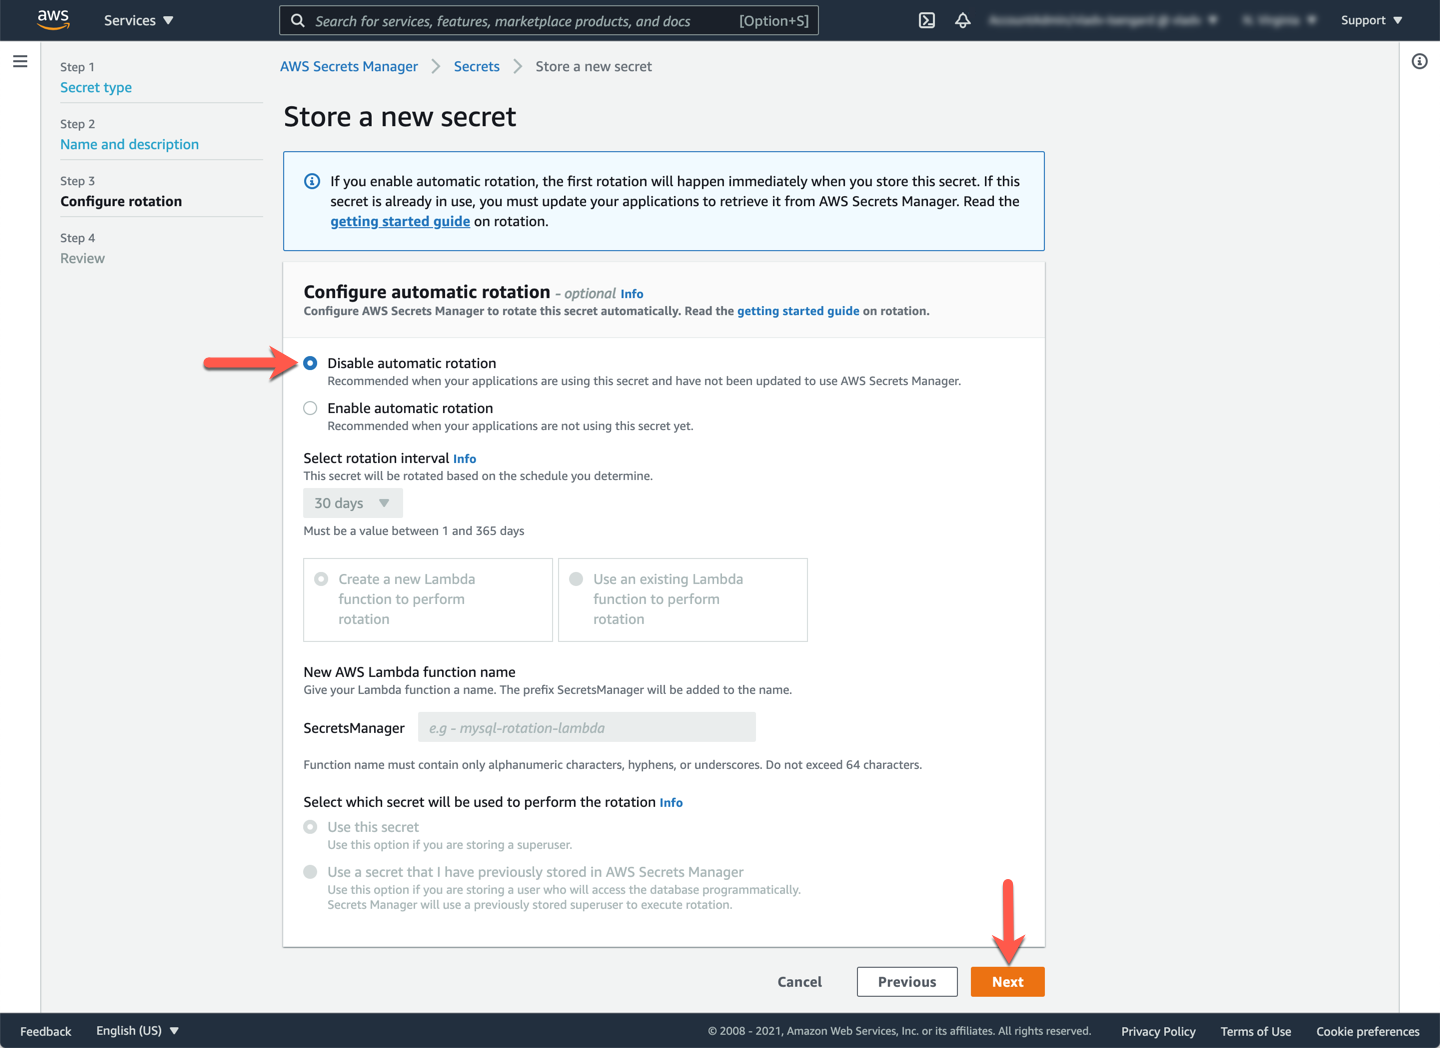 aws
Services
Search for services, features, marketplace products, and docs
[Option+S]
Support
Step 1
Secret type
Step 2
Name and description
Step 3
Configure rotation
Step 4
Review
AWS Secrets Manager
Secrets
Store a new secret
Store a new secret
If you enable automatic rotation, the first rotation will happen immediately when you store this secret. If this
secret is already in use, you must update your applications to retrieve it from AWS Secrets Manager. Read the
getting started guide on rotation.
Configure automatic rotation - optional Info
Configure AWS Secrets Manager to rotate this secret automatically. Read the getting started guide on rotation.
Disable automatic rotation
Recommended when your applications are using this secret and have not been updated to use AWS Secrets Manager.
Enable automatic rotation
Recommended when your applications are not using this secret yet.
Select rotation interval Info
This secret will be rotated based on the schedule you determine.
30 days
Must be a value between 1 and 365 days
Create a new Lambda
function to perform
rotation
Use an existing Lambda
function to perform
rotation
New AWS Lambda function name
Give your Lambda function a name. The prefix SecretsManager will be added to the name.
SecretsManager
e.g - mysql-rotation-lambda
Function name must contain only alphanumeric characters, hyphens, or underscores. Do not exceed 64 characters.
Select which secret will be used to perform the rotation Info
Use this secret
Use this option if you are storing a superuser.
Use a secret that I have previously stored in AWS Secrets Manager
Use this option if you are storing a user who will access the database programmatically.
Secrets Manager will use a previously stored superuser to execute rotation.
Cancel
Previous
Next
Feedback
English (US)
© 2008 - 2021, Amazon Web Services, Inc. or its affiliates. All rights reserved.
Privacy Policy
Terms of Use
Cookie preferences